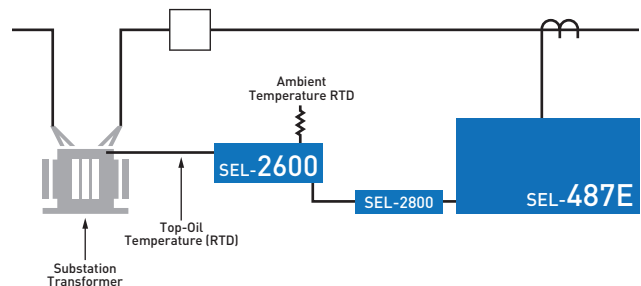 Ambient
Temperature RTD
SEL-2600
SEL-2800
SEL-487E
Top-Oil
Temperature (RTD)
Substation
Transformer